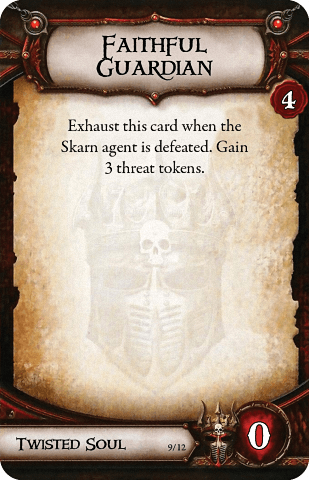 Faithful
Guardian
4
Exhaust this card when the
Skarn agent is defeated. Gain
3 threat tokens.
Twisted Soul
9/12
0